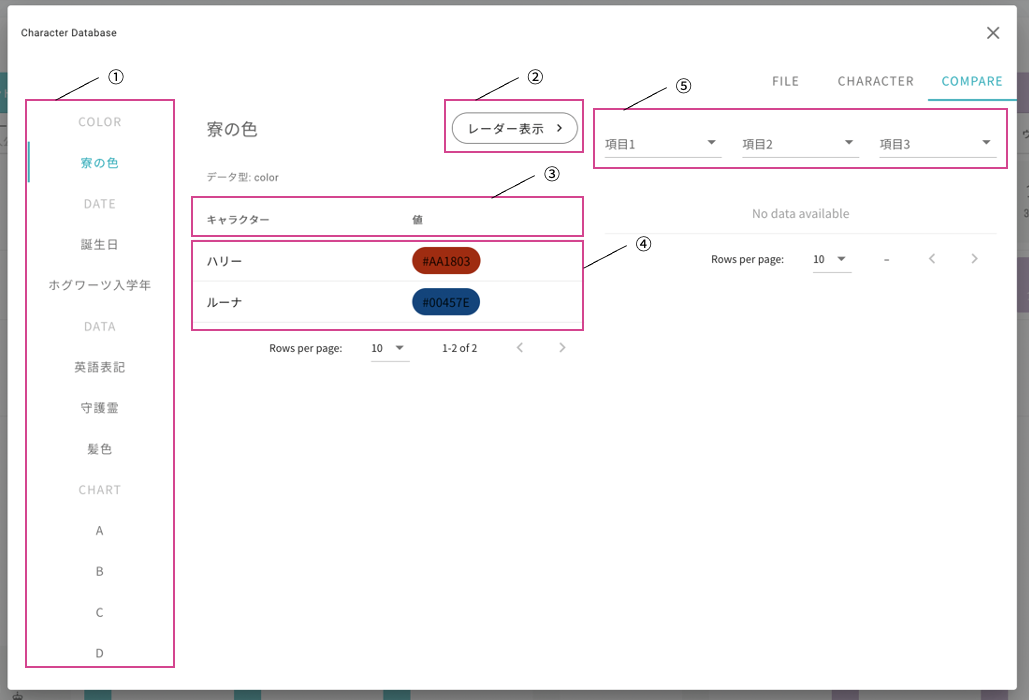 Character Database
①
②
⑤
FILE CHARACTER COMPARE
COLOR
寮の色
DATE
誕生日
ホグワーツ入学年
DATA
英語表記
守護霊
髪色
CHART
A
B
C
D
寮の色
レーダー表示
データ型: color
③
キャラクター 値
④
ハリー #AA1803
ルーナ #00457E
Rows per page: 10 1-2 of 2
項目1 項目2 項目3
No data available
Rows per page: 10 –